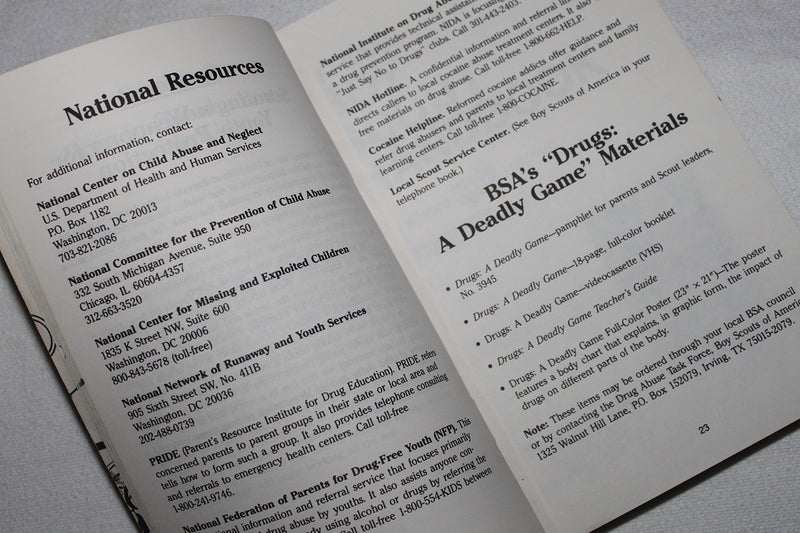 National Resources
For additional information, contact:
National Center on Child Abuse and Neglect
U.S. Department of Health and Human Services
P.O. Box 1182
Washington, DC 20013
703-821-2086
National Committee for the Prevention of Child Abuse
332 South Michigan Avenue, Suite 950
Chicago, IL 60604-4357
312-663-3520
National Center for Missing and Exploited Children
1835 K Street NW, Suite 600
Washington, DC 20006
800-843-5678 (toll-free)
National Network of Runaway and Youth Services
905 Sixth Street SW, No. 411B
Washington, DC 20036
202-488-0739
PRIDE (Parent's Resource Institute for Drug Education). PRIDE refers
concerned parents to parent groups in their state or local area and
tells how to form such a group. It also provides telephone consulting
and referrals to emergency health centers. Call toll-free
1-800-241-9746.
National Federation of Parents for Drug-Free Youth (NFP). This
national information and referral service that focuses primarily
drug abuse by youths. It also assists anyone con-
using alcohol or drugs by referring the
Call toll-free 1-800-554-KIDS between
National Institute on Drug
service that provides technical
a drug prevention program. NIDA is
"Just Say No to Drugs" clubs. Call 301-443-2403.
NIDA Hotline. A confidential information and referral
directs callers to local cocaine abuse treatment centers. It also
free materials on drug abuse. Call toll-free 1-800-662-HELP.
Cocaine Helpline. Reformed cocaine addicts offer guidance and
refer drug abusers and parents to local treatment centers and family
learning centers. Call toll-free 1-800-COCAINE.
Local Scout Service Center. (See Boy Scouts of America in your
telephone book.)
BSA's "Drugs:
A Deadly Game" Materials
• Drugs: A Deadly Game—pamphlet for parents and Scout leaders,
No. 3945
• Drugs: A Deadly Game—18-page, full-color booklet
• Drugs: A Deadly Game—videocassette (VHS)
• Drugs: A Deadly Game Teacher's Guide
• Drugs: A Deadly Game Full-Color Poster (23" × 21")—The poster
features a body chart that explains, in graphic form, the impact of
drugs on different parts of the body.
Note: These items may be ordered through your local BSA council
or by contacting the Drug Abuse Task Force, Boy Scouts of America,
1325 Walnut Hill Lane, P.O. Box 152079, Irving, TX 75015-2079.
23